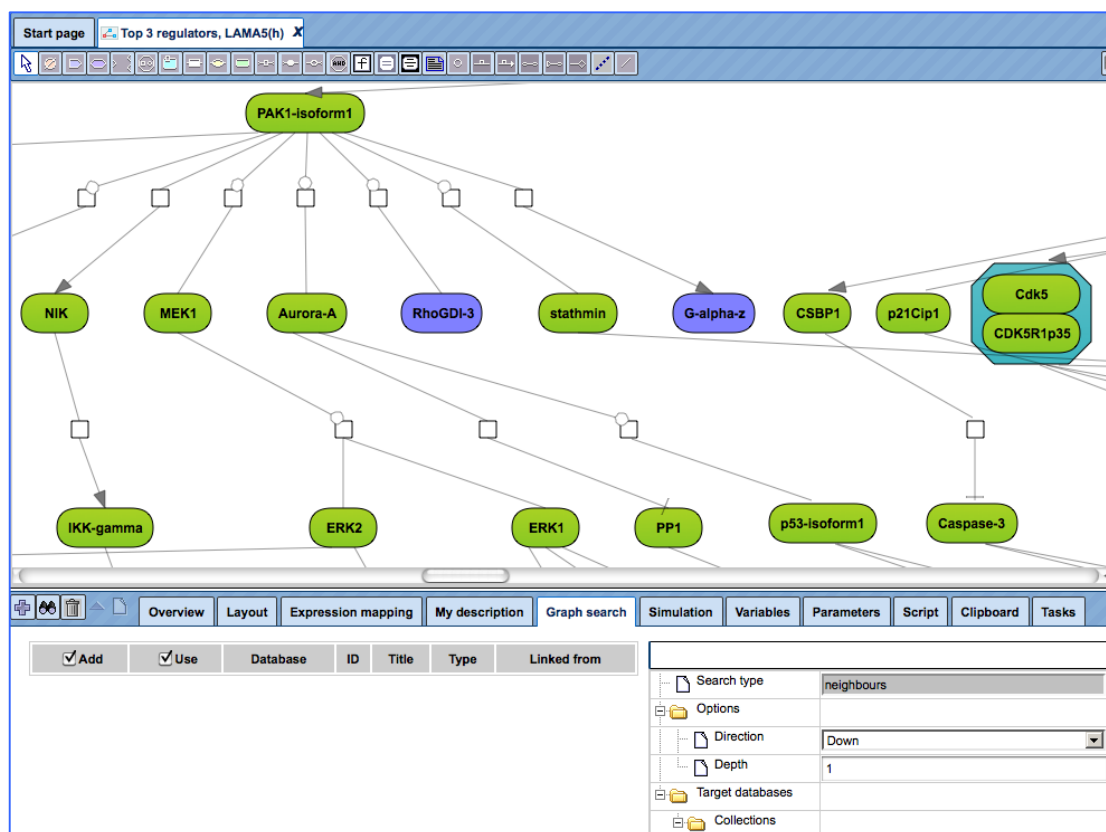 Start page Top 3 regulators, LAMA5(h) X
AND f
PAK1-isoform1
NIK MEK1 Aurora-A RhoGDI-3 stathmin G-alpha-z CSBP1 p21Cip1 Cdk5
CDK5R1p35
IKK-gamma ERK2 ERK1 PP1 p53-isoform1 Caspase-3
Overview Layout Expression mapping My description Graph search Simulation Variables Parameters Script Clipboard Tasks
Add Use Database ID Title Type Linked from
Search type neighbours
Options
Direction Down
Depth 1
Target databases
Collections